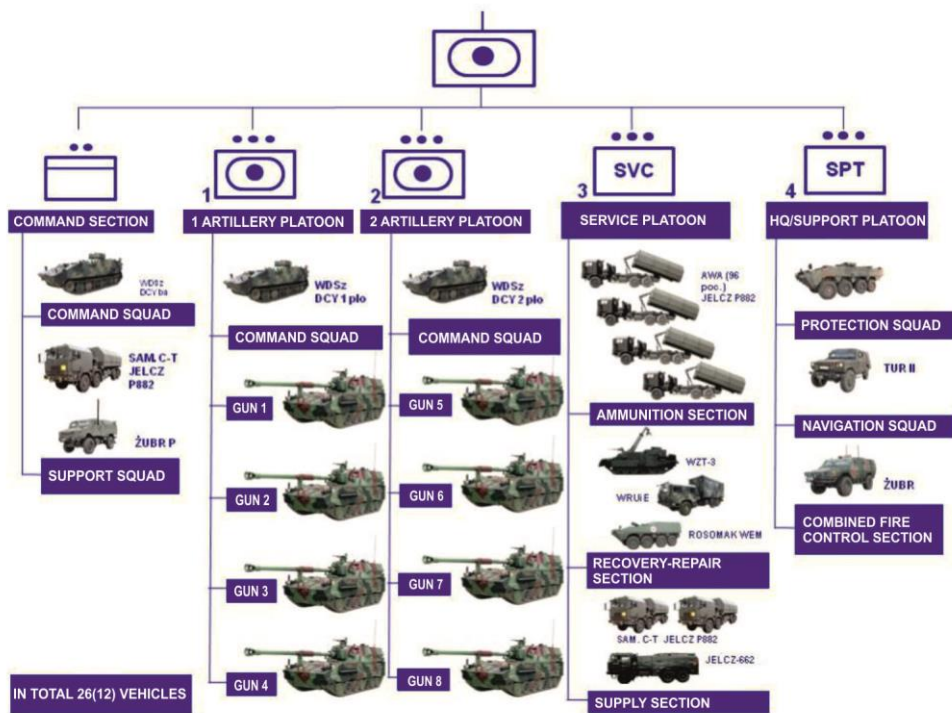 1
2
3
SVC
4
SPT
COMMAND SECTION
1 ARTILLERY PLATOON
2 ARTILLERY PLATOON
SERVICE PLATOON
HQ/SUPPORT PLATOON
WDSz
DCY ba
COMMAND SQUAD
SAM. C-T
JELCZ
P882
ŻUBR P
SUPPORT SQUAD
IN TOTAL 26(12) VEHICLES
WDSz
DCY 1 plo
COMMAND SQUAD
GUN 1
GUN 2
GUN 3
GUN 4
WDSz
DCY 2 plo
COMMAND SQUAD
GUN 5
GUN 6
GUN 7
GUN 8
AWA (96
poc.)
JELCZ P882
AMMUNITION SECTION
WZT-3
WRUiE
ROSOMAK WEM
RECOVERY-REPAIR
SECTION
SAM. C-T JELCZ P882
JELCZ-662
SUPPLY SECTION
PROTECTION SQUAD
TUR II
NAVIGATION SQUAD
ŻUBR
COMBINED FIRE
CONTROL SECTION